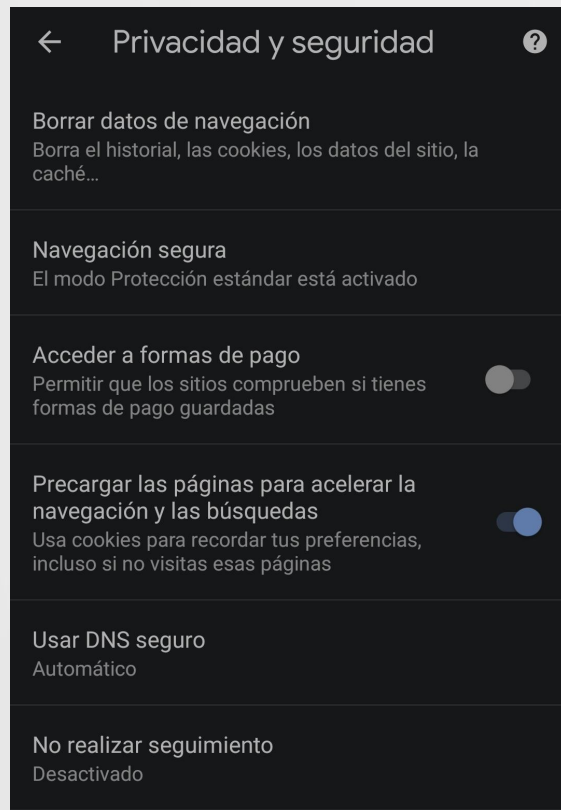 Privacidad y seguridad
Borrar datos de navegación
Borra el historial, las cookies, los datos del sitio, la
caché...
Navegación segura
El modo Protección estándar está activado
Acceder a formas de pago
Permitir que los sitios comprueben si tienes
formas de pago guardadas
Precargar las páginas para acelerar la
navegación y las búsquedas
Usa cookies para recordar tus preferencias,
incluso si no visitas esas páginas
Usar DNS seguro
Automático
No realizar seguimiento
Desactivado